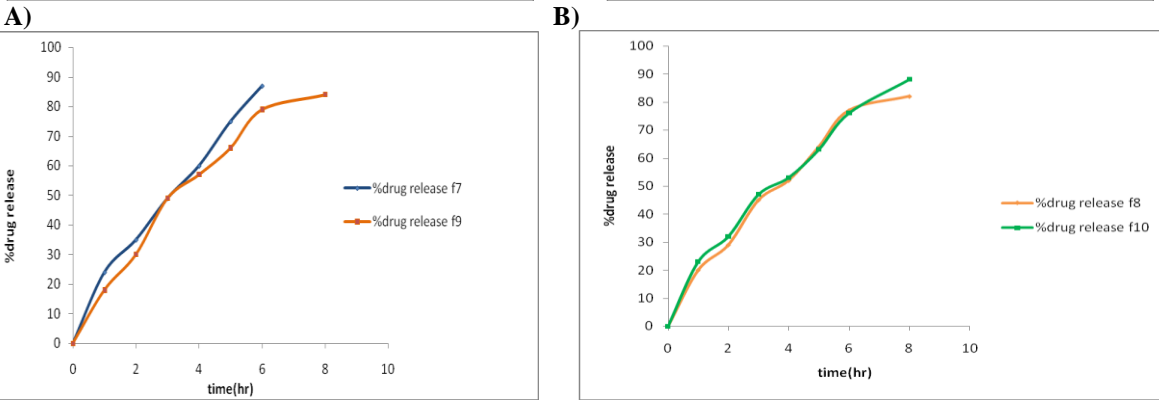 A)
B)
100
90
80
70
60
50
40
30
20
10
0
%drug release
0 2 4 6 8 10
time(hr)
%drug release f7
%drug release f9
100
90
80
70
60
50
40
30
20
10
0
%drug release
0 2 4 6 8 10
time(hr)
%drug release f8
%drug release f10